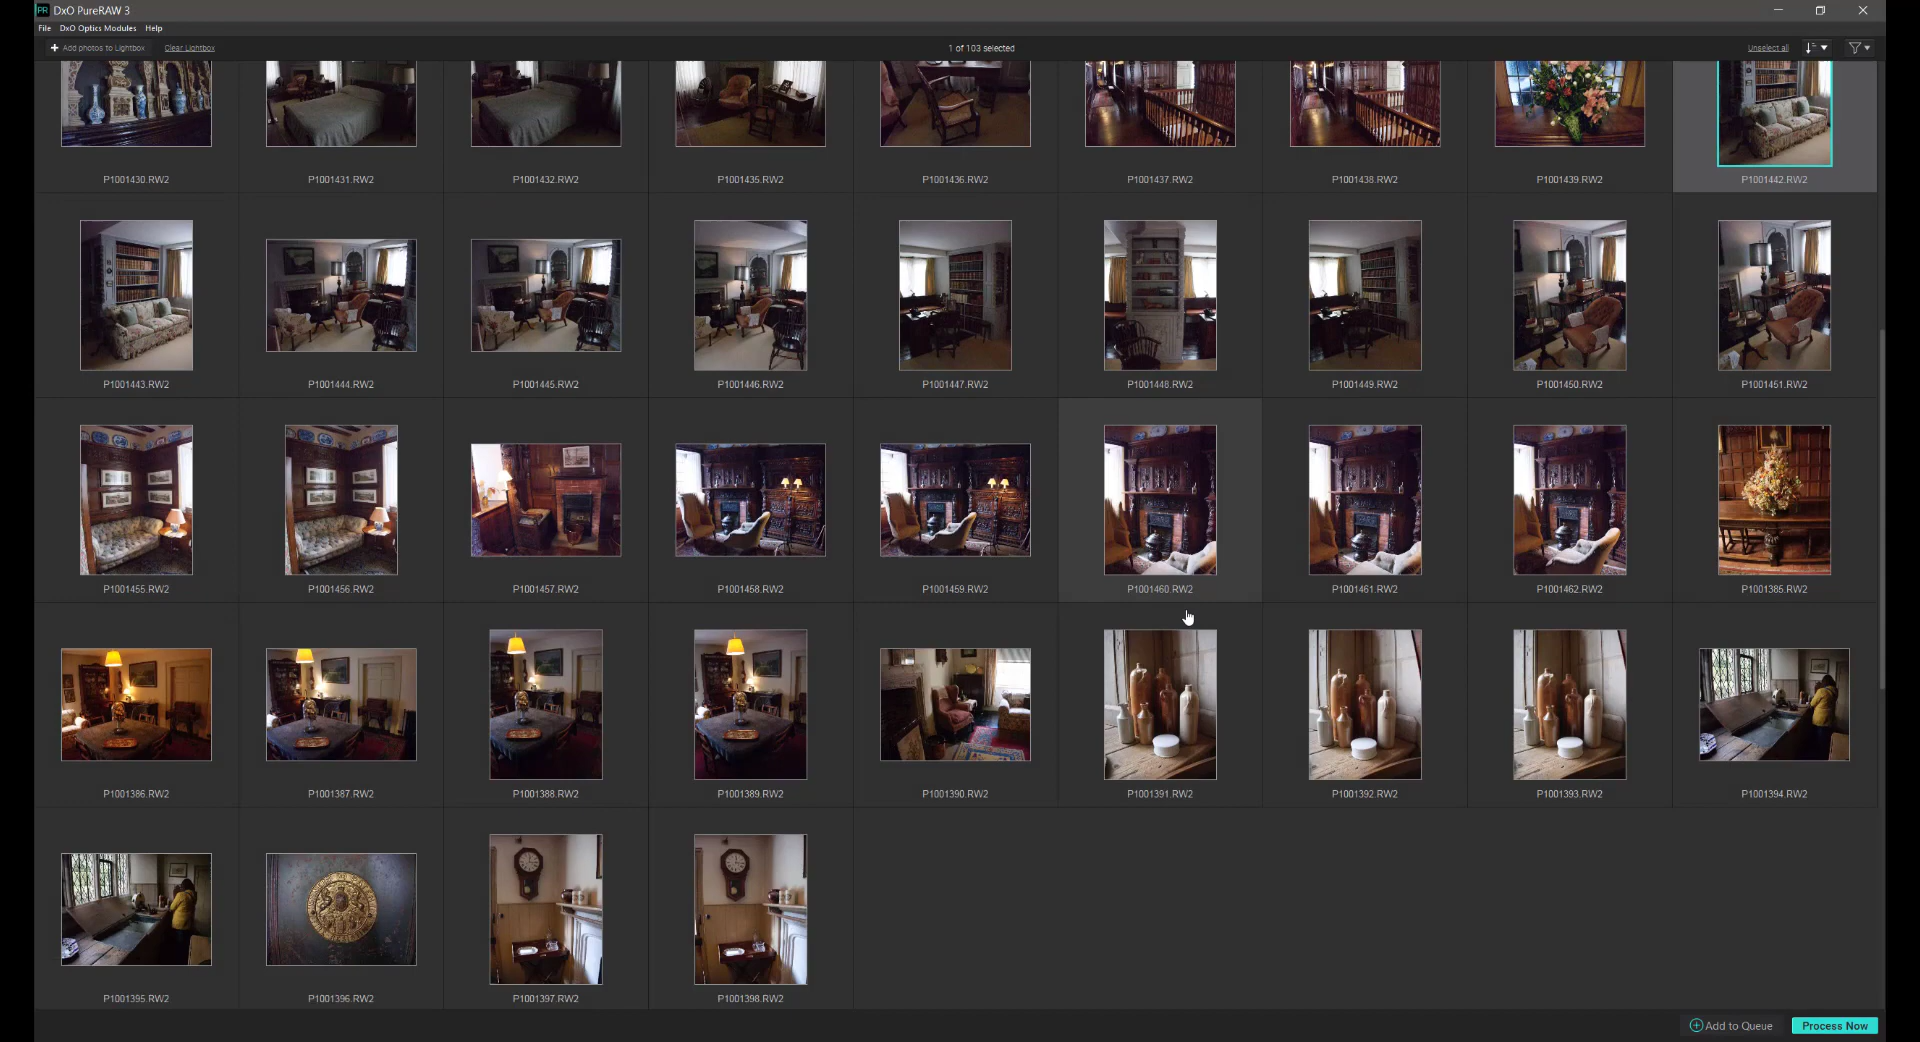 PR DxO PureRAW 3
File DxO Optics Modules Help
Add photos to Lightbox Clear Lightbox 1 of 103 selected Unselect all
P1001430.RW2 P1001431.RW2 P1001432.RW2 P1001435.RW2 P1001436.RW2 P1001437.RW2 P1001438.RW2 P1001439.RW2 P1001442.RW2
P1001443.RW2 P1001444.RW2 P1001445.RW2 P1001446.RW2 P1001447.RW2 P1001448.RW2 P1001449.RW2 P1001450.RW2 P1001451.RW2
P1001455.RW2 P1001456.RW2 P1001457.RW2 P1001458.RW2 P1001459.RW2 P1001460.RW2 P1001461.RW2 P1001462.RW2 P1001385.RW2
P1001386.RW2 P1001387.RW2 P1001388.RW2 P1001389.RW2 P1001390.RW2 P1001391.RW2 P1001392.RW2 P1001393.RW2 P1001394.RW2
P1001395.RW2 P1001396.RW2 P1001397.RW2 P1001398.RW2
Add to Queue Process Now